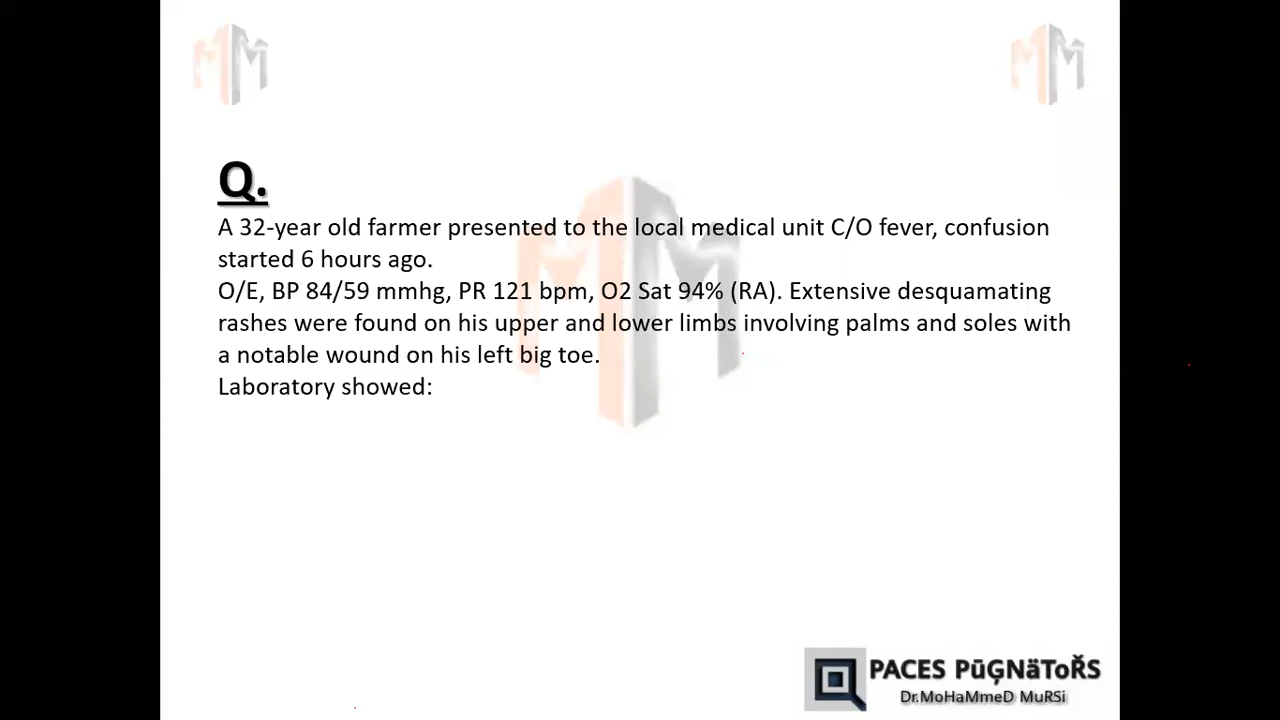 Q.
A 32-year old farmer presented to the local medical unit C/O fever, confusion
started 6 hours ago.
O/E, BP 84/59 mmhg, PR 121 bpm, O2 Sat 94% (RA). Extensive desquamating
rashes were found on his upper and lower limbs involving palms and soles with
a notable wound on his left big toe.
Laboratory showed:
PACES PūĢNäToŘS
Dr.MoHaMmeD MuRSi